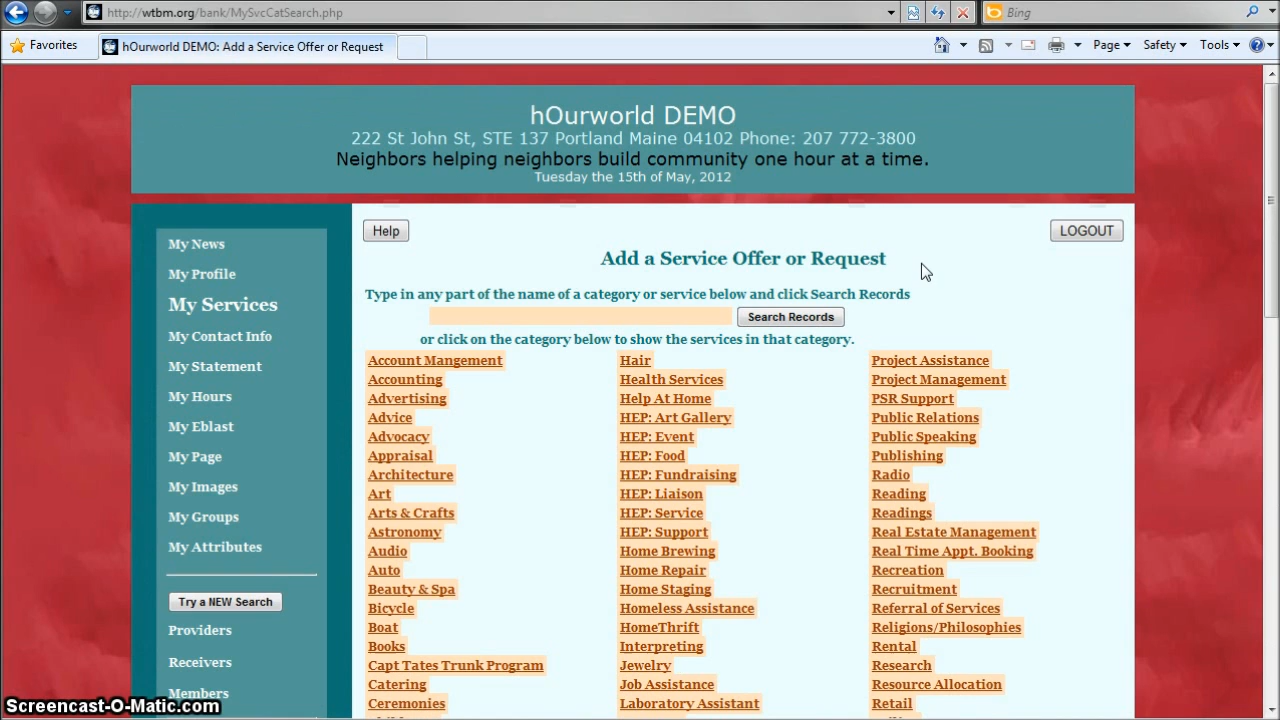 http://wtbm.org/bank/MySvcCatSearch.php
Bing
Favorites
hOurworld DEMO: Add a Service Offer or Request
Page
Safety
Tools
hOurworld DEMO
222 St John St, STE 137 Portland Maine 04102 Phone: 207 772-3800
Neighbors helping neighbors build community one hour at a time.
Tuesday the 15th of May, 2012
My News
My Profile
My Services
My Contact Info
My Statement
My Hours
My Eblast
My Page
My Images
My Groups
My Attributes
Try a NEW Search
Providers
Receivers
Members
Help
LOGOUT
Add a Service Offer or Request
Type in any part of the name of a category or service below and click Search Records
Search Records
or click on the category below to show the services in that category.
Account Mangement
Accounting
Advertising
Advice
Advocacy
Appraisal
Architecture
Art
Arts & Crafts
Astronomy
Audio
Auto
Beauty & Spa
Bicycle
Boat
Books
Capt Tates Trunk Program
Catering
Ceremonies
Hair
Health Services
Help At Home
HEP: Art Gallery
HEP: Event
HEP: Food
HEP: Fundraising
HEP: Liaison
HEP: Service
HEP: Support
Home Brewing
Home Repair
Home Staging
Homeless Assistance
HomeThrift
Interpreting
Jewelry
Job Assistance
Laboratory Assistant
Project Assistance
Project Management
PSR Support
Public Relations
Public Speaking
Publishing
Radio
Reading
Readings
Real Estate Management
Real Time Appt. Booking
Recreation
Recruitment
Referral of Services
Religions/Philosophies
Rental
Research
Resource Allocation
Retail
Screencast-O-Matic.com